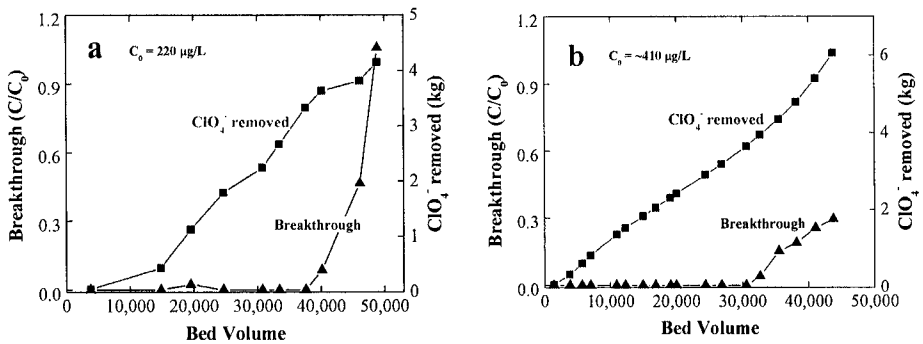 a
C₀ = 220 µg/L
ClO₄⁻ removed
Breakthrough
Breakthrough (C/C₀)
1.2
0.9
0.6
0.3
0.0
5
4
3
2
1
0
ClO₄⁻ removed (kg)
0
10,000
20,000
30,000
40,000
50,000
Bed Volume
b
C₀ = ~410 µg/L
ClO₄⁻ removed
Breakthrough
Breakthrough (C/C₀)
1.2
0.9
0.6
0.3
0.0
6
4
2
0
ClO₄⁻ removed (kg)
0
10,000
20,000
30,000
40,000
50,000
Bed Volume